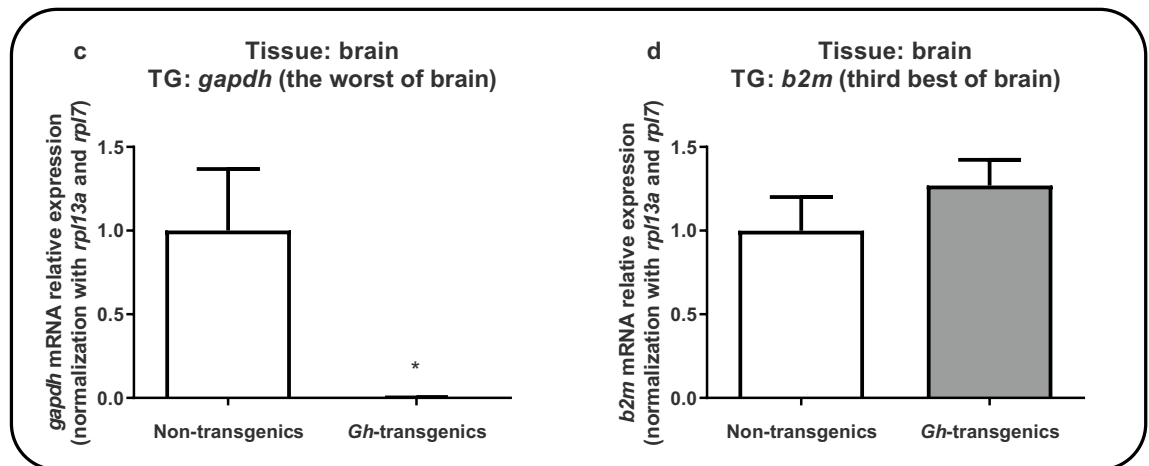 c
Tissue: brain
TG: gapdh (the worst of brain)
gapdh mRNA relative expression
(normalization with rpl13a and rpl7)
1.5
1.0
0.5
0.0
*
Non-transgenics
Gh-transgenics
d
Tissue: brain
TG: b2m (third best of brain)
b2m mRNA relative expression
(normalization with rpl13a and rpl7)
1.5
1.0
0.5
0.0
Non-transgenics
Gh-transgenics